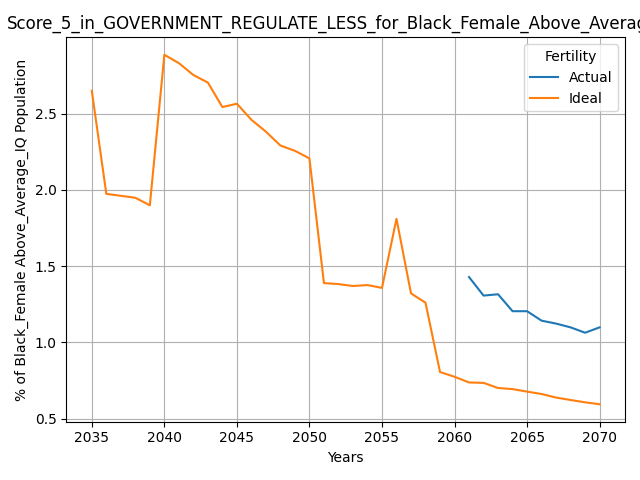 Score_5_in_GOVERNMENT_REGULATE_LESS_for_Black_Female_Above_Averag
Fertility
Actual
Ideal
% of Black_Female Above_Average_IQ Population
2.5
2.0
1.5
1.0
0.5
2035 2040 2045 2050 2055 2060 2065 2070
Years